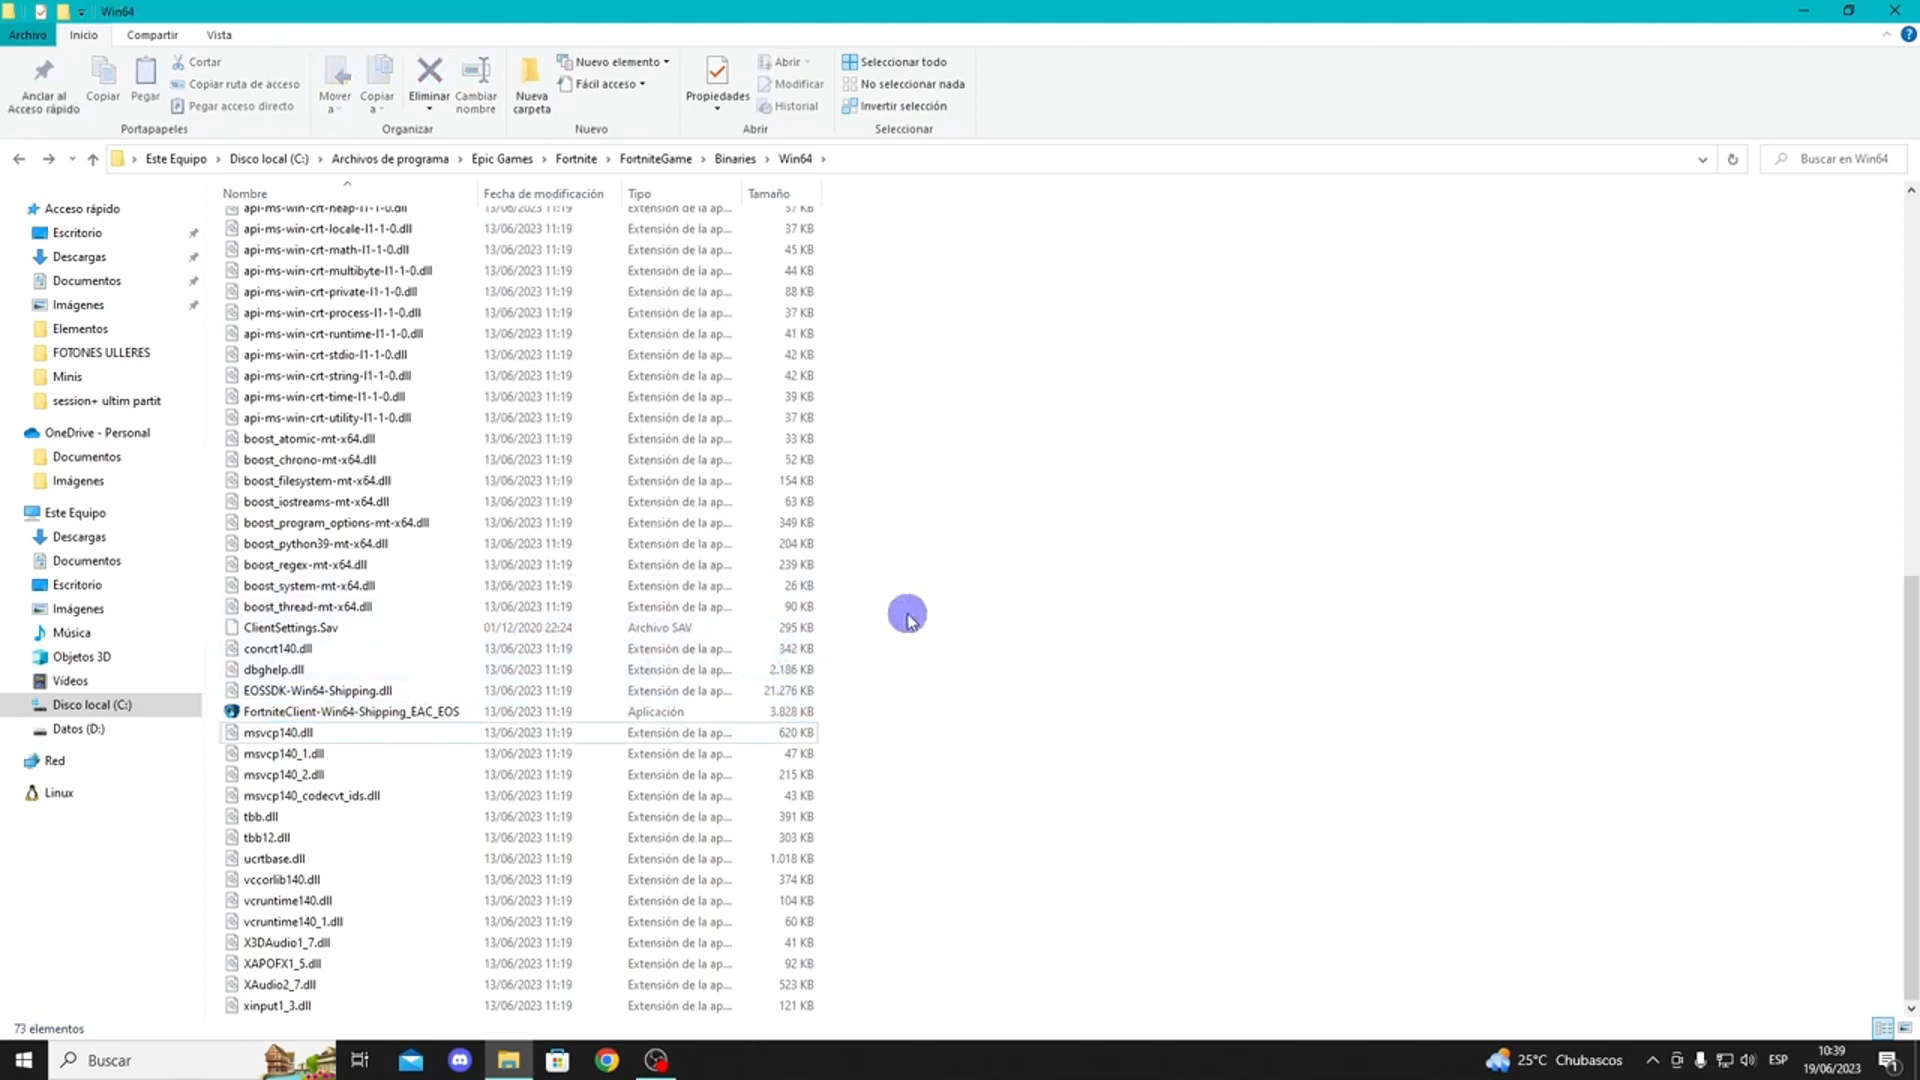 Win64
Archivo Inicio Compartir Vista
Anclar al Acceso rápido
Copiar
Pegar
Cortar
Copiar ruta de acceso
Pegar acceso directo
Portapapeles
Mover a
Copiar a
Eliminar
Cambiar nombre
Organizar
Nueva carpeta
Nuevo elemento
Fácil acceso
Nuevo
Propiedades
Abrir
Modificar
Historial
Abrir
Seleccionar todo
No seleccionar nada
Invertir selección
Seleccionar
Este Equipo > Disco local (C:) > Archivos de programa > Epic Games > Fortnite > FortniteGame > Binaries > Win64 >
Buscar en Win64
Acceso rápido
Escritorio
Descargas
Documentos
Imágenes
Elementos
FOTONES ULLERES
Minis
session+ ultim partit
OneDrive - Personal
Documentos
Imágenes
Este Equipo
Descargas
Documentos
Escritorio
Imágenes
Música
Objetos 3D
Vídeos
Disco local (C:)
Datos (D:)
Red
Linux
Nombre Fecha de modificación Tipo Tamaño
api-ms-win-crt-heap-l1-1-0.dll 13/06/2023 11:19 Extensión de la ap... 37 KB
api-ms-win-crt-locale-l1-1-0.dll 13/06/2023 11:19 Extensión de la ap... 37 KB
api-ms-win-crt-math-l1-1-0.dll 13/06/2023 11:19 Extensión de la ap... 45 KB
api-ms-win-crt-multibyte-l1-1-0.dll 13/06/2023 11:19 Extensión de la ap... 44 KB
api-ms-win-crt-private-l1-1-0.dll 13/06/2023 11:19 Extensión de la ap... 88 KB
api-ms-win-crt-process-l1-1-0.dll 13/06/2023 11:19 Extensión de la ap... 37 KB
api-ms-win-crt-runtime-l1-1-0.dll 13/06/2023 11:19 Extensión de la ap... 41 KB
api-ms-win-crt-stdio-l1-1-0.dll 13/06/2023 11:19 Extensión de la ap... 42 KB
api-ms-win-crt-string-l1-1-0.dll 13/06/2023 11:19 Extensión de la ap... 42 KB
api-ms-win-crt-time-l1-1-0.dll 13/06/2023 11:19 Extensión de la ap... 39 KB
api-ms-win-crt-utility-l1-1-0.dll 13/06/2023 11:19 Extensión de la ap... 37 KB
boost_atomic-mt-x64.dll 13/06/2023 11:19 Extensión de la ap... 33 KB
boost_chrono-mt-x64.dll 13/06/2023 11:19 Extensión de la ap... 52 KB
boost_filesystem-mt-x64.dll 13/06/2023 11:19 Extensión de la ap... 154 KB
boost_iostreams-mt-x64.dll 13/06/2023 11:19 Extensión de la ap... 63 KB
boost_program_options-mt-x64.dll 13/06/2023 11:19 Extensión de la ap... 349 KB
boost_python39-mt-x64.dll 13/06/2023 11:19 Extensión de la ap... 204 KB
boost_regex-mt-x64.dll 13/06/2023 11:19 Extensión de la ap... 239 KB
boost_system-mt-x64.dll 13/06/2023 11:19 Extensión de la ap... 26 KB
boost_thread-mt-x64.dll 13/06/2023 11:19 Extensión de la ap... 90 KB
ClientSettings.Sav 01/12/2020 22:24 Archivo SAV 295 KB
concrt140.dll 13/06/2023 11:19 Extensión de la ap... 342 KB
dbghelp.dll 13/06/2023 11:19 Extensión de la ap... 2.186 KB
EOSSDK-Win64-Shipping.dll 13/06/2023 11:19 Extensión de la ap... 21.276 KB
FortniteClient-Win64-Shipping_EAC_EOS 13/06/2023 11:19 Aplicación 3.828 KB
msvcp140.dll 13/06/2023 11:19 Extensión de la ap... 620 KB
msvcp140_1.dll 13/06/2023 11:19 Extensión de la ap... 47 KB
msvcp140_2.dll 13/06/2023 11:19 Extensión de la ap... 215 KB
msvcp140_codecvt_ids.dll 13/06/2023 11:19 Extensión de la ap... 43 KB
tbb.dll 13/06/2023 11:19 Extensión de la ap... 391 KB
tbb12.dll 13/06/2023 11:19 Extensión de la ap... 303 KB
ucrtbase.dll 13/06/2023 11:19 Extensión de la ap... 1.018 KB
vccorlib140.dll 13/06/2023 11:19 Extensión de la ap... 374 KB
vcruntime140.dll 13/06/2023 11:19 Extensión de la ap... 104 KB
vcruntime140_1.dll 13/06/2023 11:19 Extensión de la ap... 60 KB
X3DAudio1_7.dll 13/06/2023 11:19 Extensión de la ap... 41 KB
XAPOFX1_5.dll 13/06/2023 11:19 Extensión de la ap... 92 KB
XAudio2_7.dll 13/06/2023 11:19 Extensión de la ap... 523 KB
xinput1_3.dll 13/06/2023 11:19 Extensión de la ap... 121 KB
73 elementos
Buscar
25°C Chubascos
ESP
10:39
19/06/2023
1